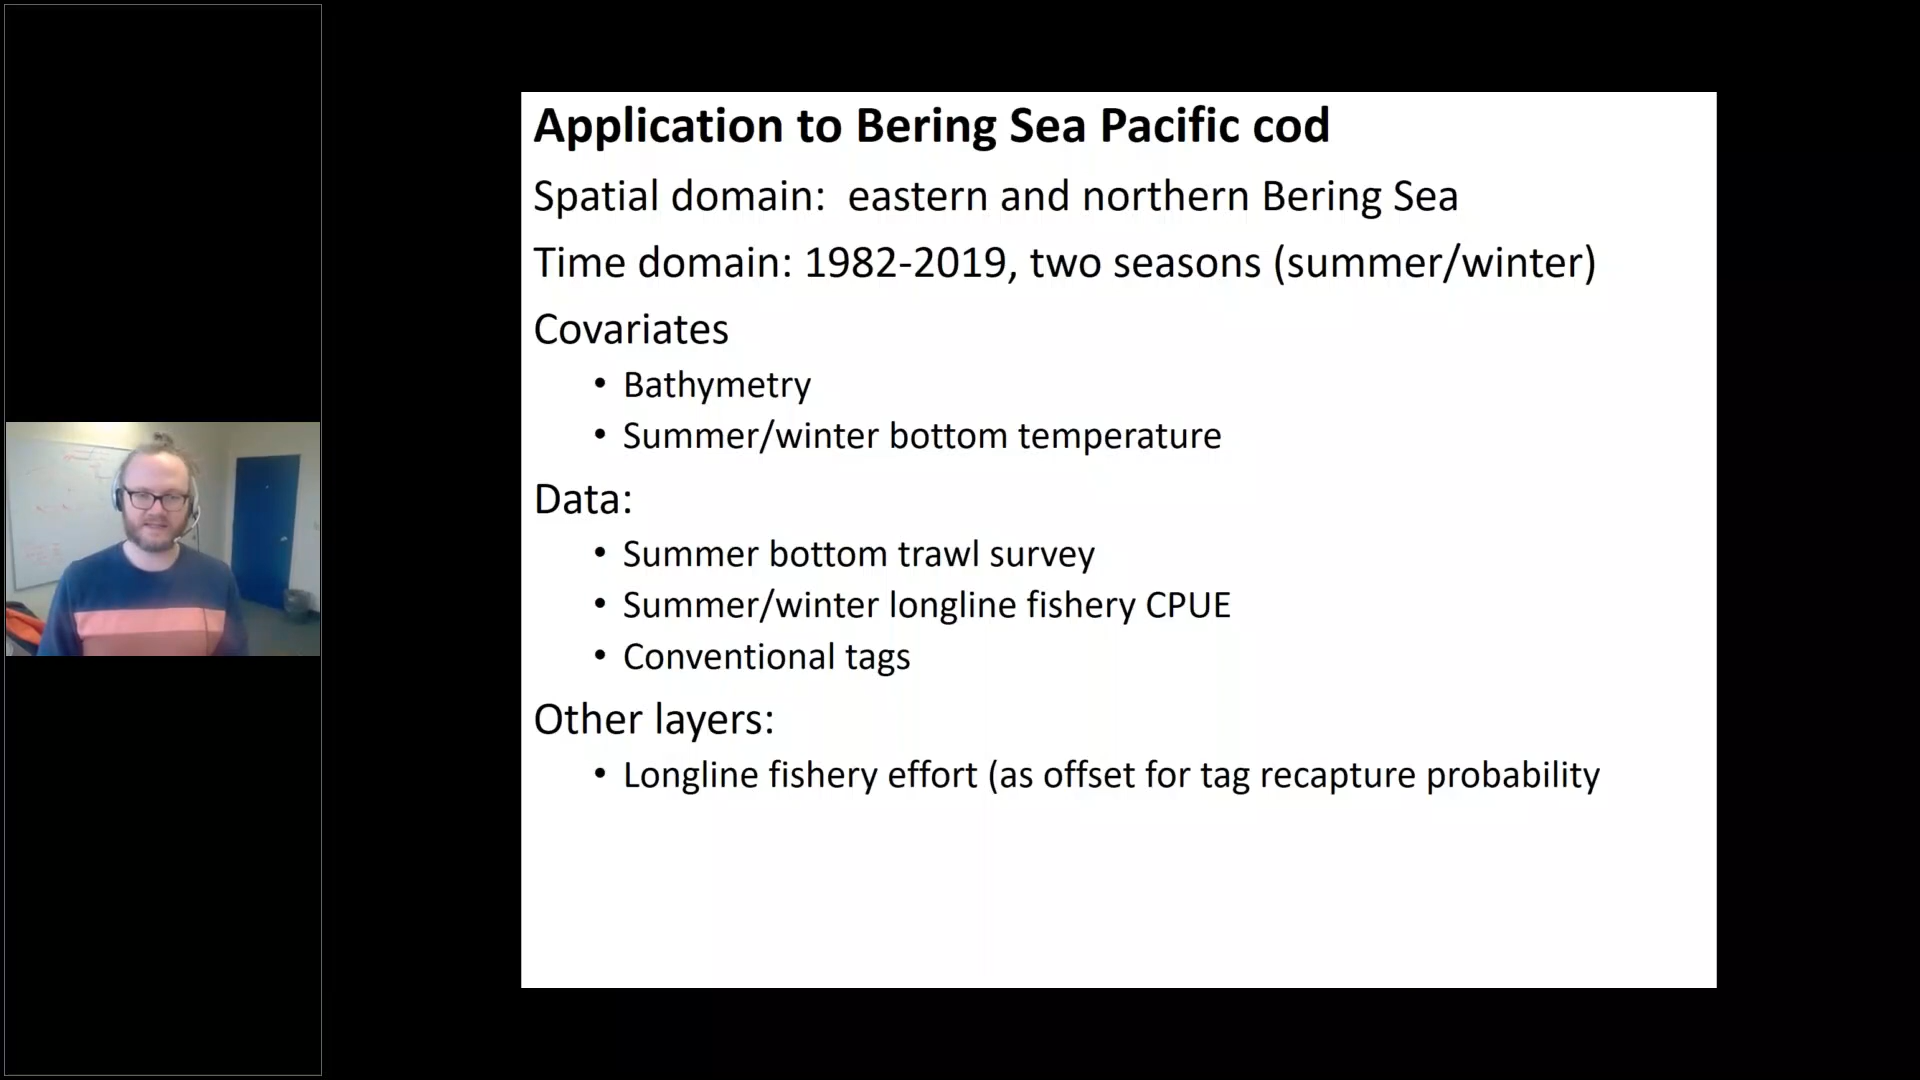 Application to Bering Sea Pacific cod
Spatial domain: eastern and northern Bering Sea
Time domain: 1982-2019, two seasons (summer/winter)
Covariates
• Bathymetry
• Summer/winter bottom temperature
Data:
• Summer bottom trawl survey
• Summer/winter longline fishery CPUE
• Conventional tags
Other layers:
• Longline fishery effort (as offset for tag recapture probability